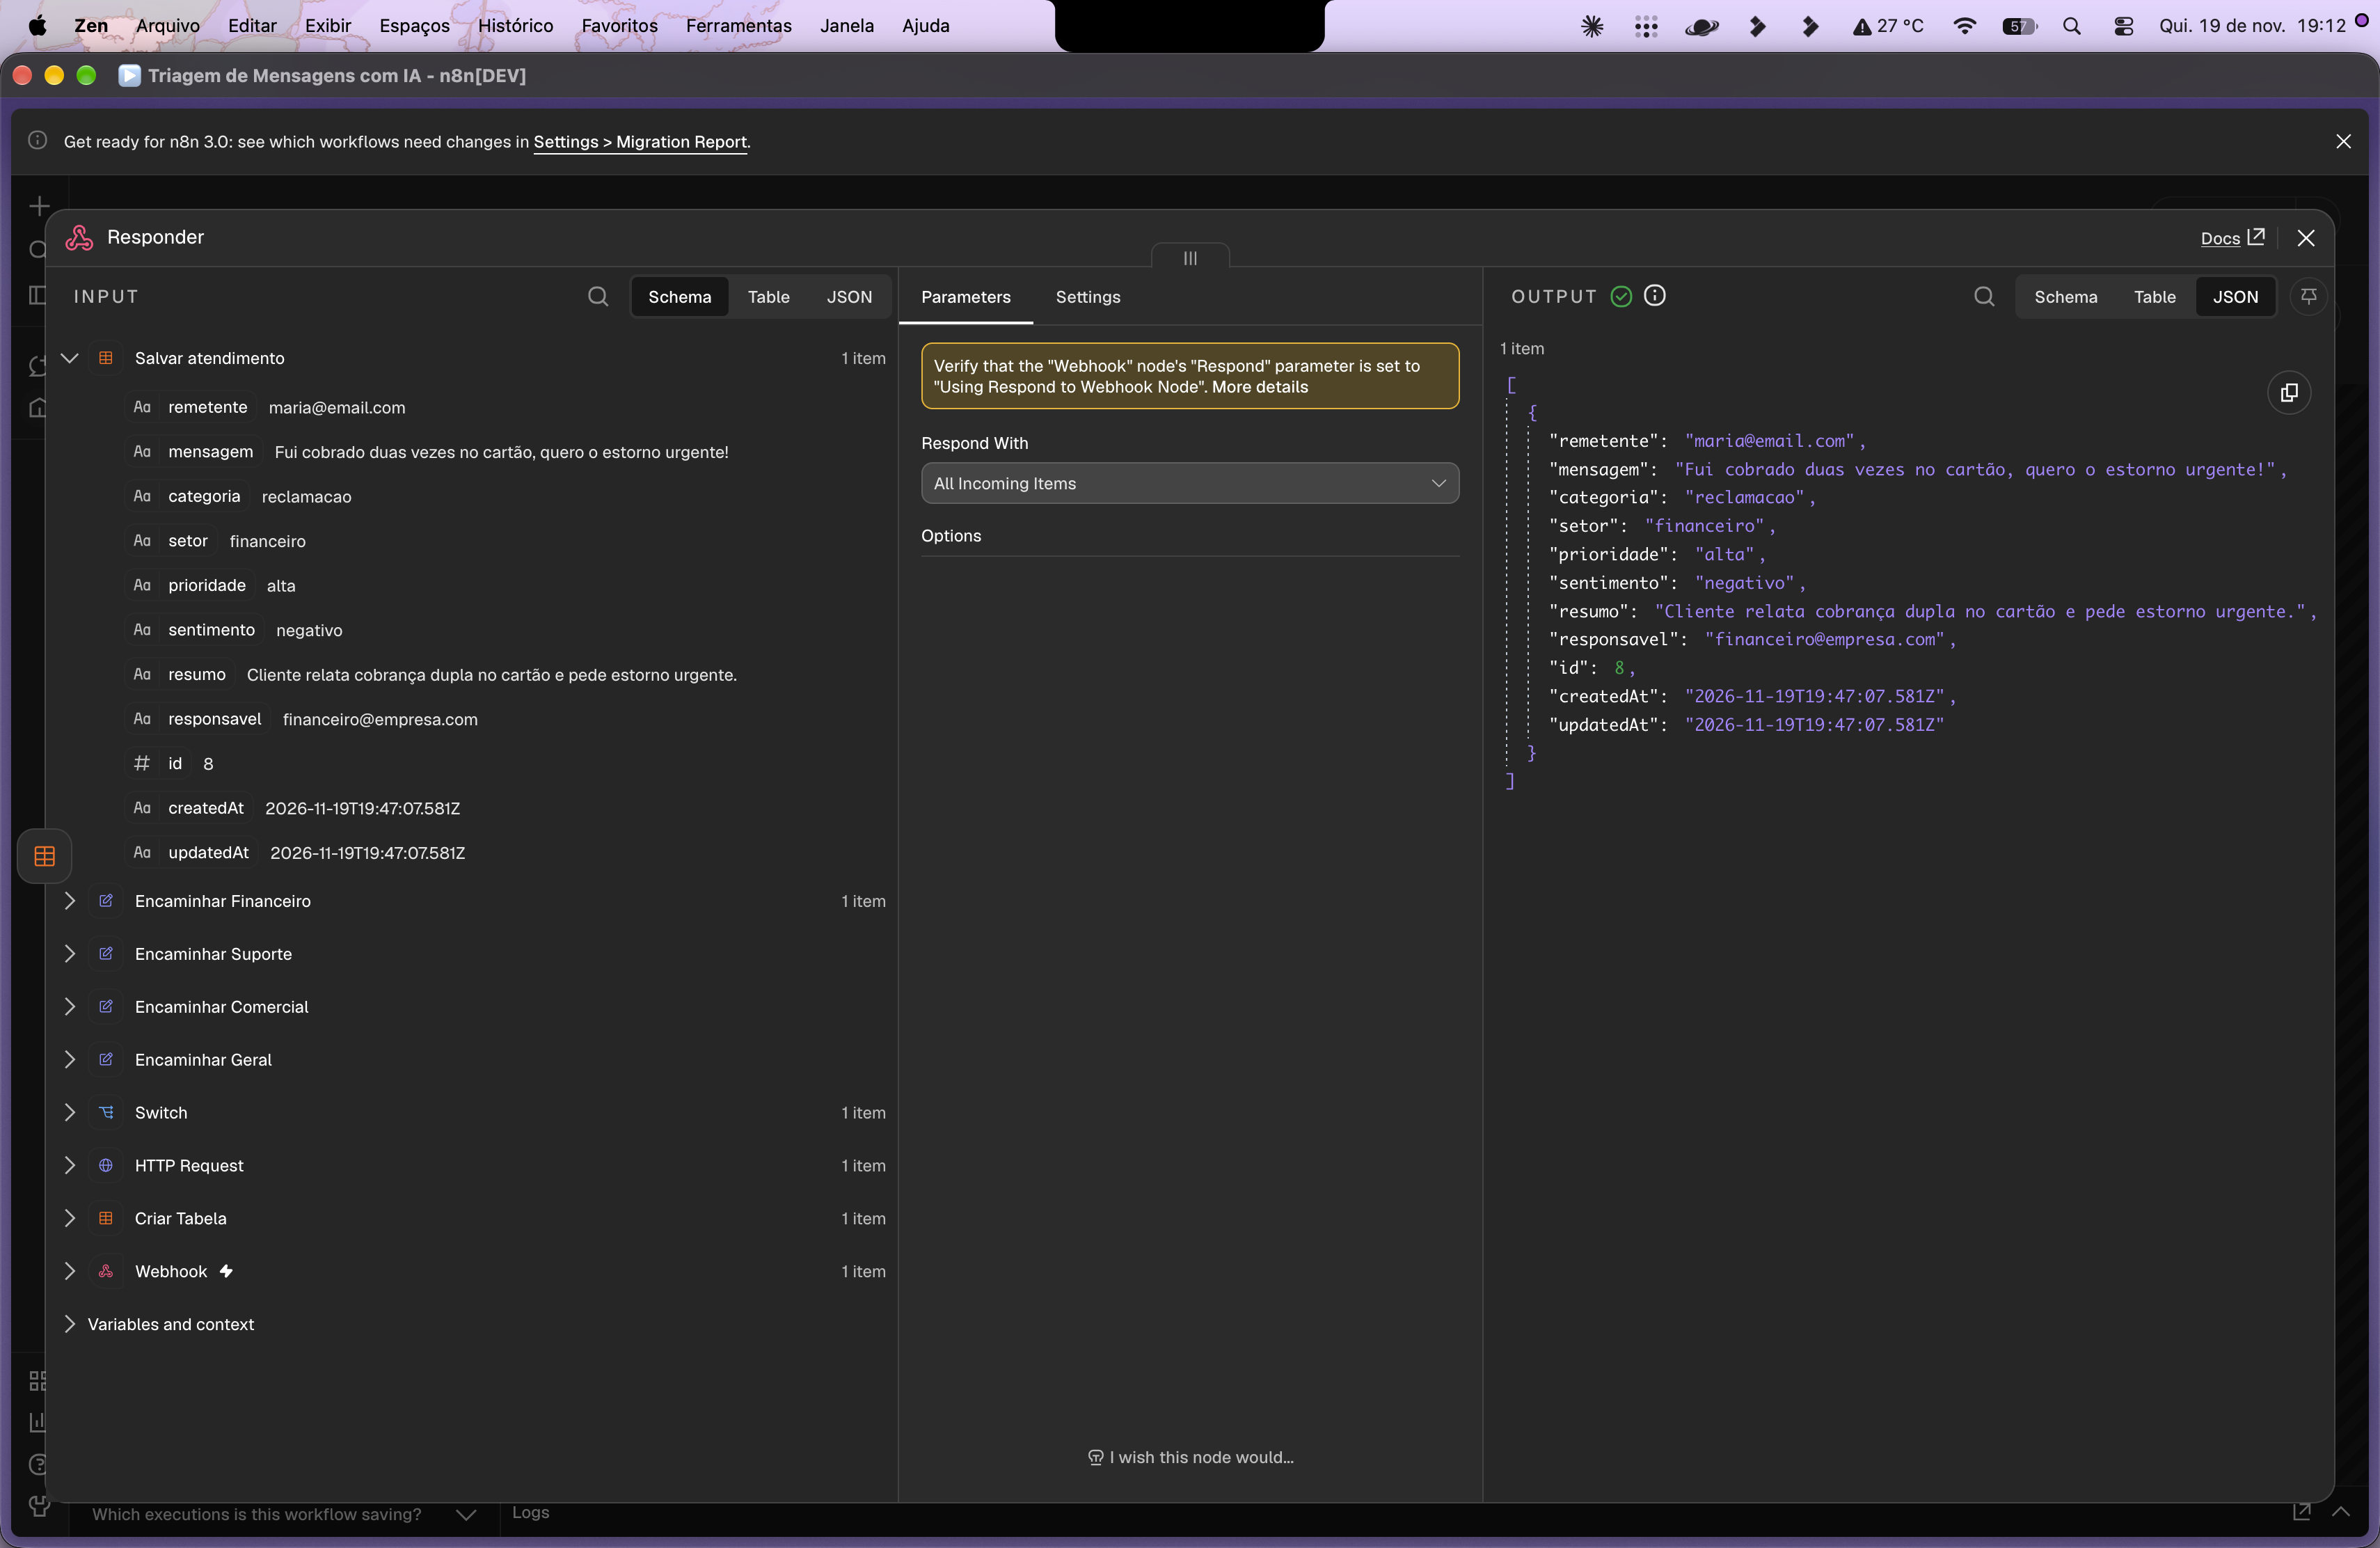 Zen Arquivo Editar Exibir Espaços Histórico Favoritos Ferramentas Janela Ajuda 27 °C 57 Qui. 19 de nov. 19:12
Triagem de Mensagens com IA - n8n[DEV]
Get ready for n8n 3.0: see which workflows need changes in Settings > Migration Report.
Responder
Docs
INPUT
Schema Table JSON
Salvar atendimento 1 item
Aa remetente maria@email.com
Aa mensagem Fui cobrado duas vezes no cartão, quero o estorno urgente!
Aa categoria reclamacao
Aa setor financeiro
Aa prioridade alta
Aa sentimento negativo
Aa resumo Cliente relata cobrança dupla no cartão e pede estorno urgente.
Aa responsavel financeiro@empresa.com
# id 8
Aa createdAt 2026-11-19T19:47:07.581Z
Aa updatedAt 2026-11-19T19:47:07.581Z
Encaminhar Financeiro 1 item
Encaminhar Suporte
Encaminhar Comercial
Encaminhar Geral
Switch 1 item
HTTP Request 1 item
Criar Tabela 1 item
Webhook 1 item
Variables and context
Parameters Settings
Verify that the "Webhook" node's "Respond" parameter is set to
"Using Respond to Webhook Node". More details
Respond With
All Incoming Items
Options
I wish this node would...
OUTPUT
Schema Table JSON
1 item
[
{
"remetente": "maria@email.com",
"mensagem": "Fui cobrado duas vezes no cartão, quero o estorno urgente!",
"categoria": "reclamacao",
"setor": "financeiro",
"prioridade": "alta",
"sentimento": "negativo",
"resumo": "Cliente relata cobrança dupla no cartão e pede estorno urgente.",
"responsavel": "financeiro@empresa.com",
"id": 8,
"createdAt": "2026-11-19T19:47:07.581Z",
"updatedAt": "2026-11-19T19:47:07.581Z"
}
]
Which executions is this workflow saving?
Logs